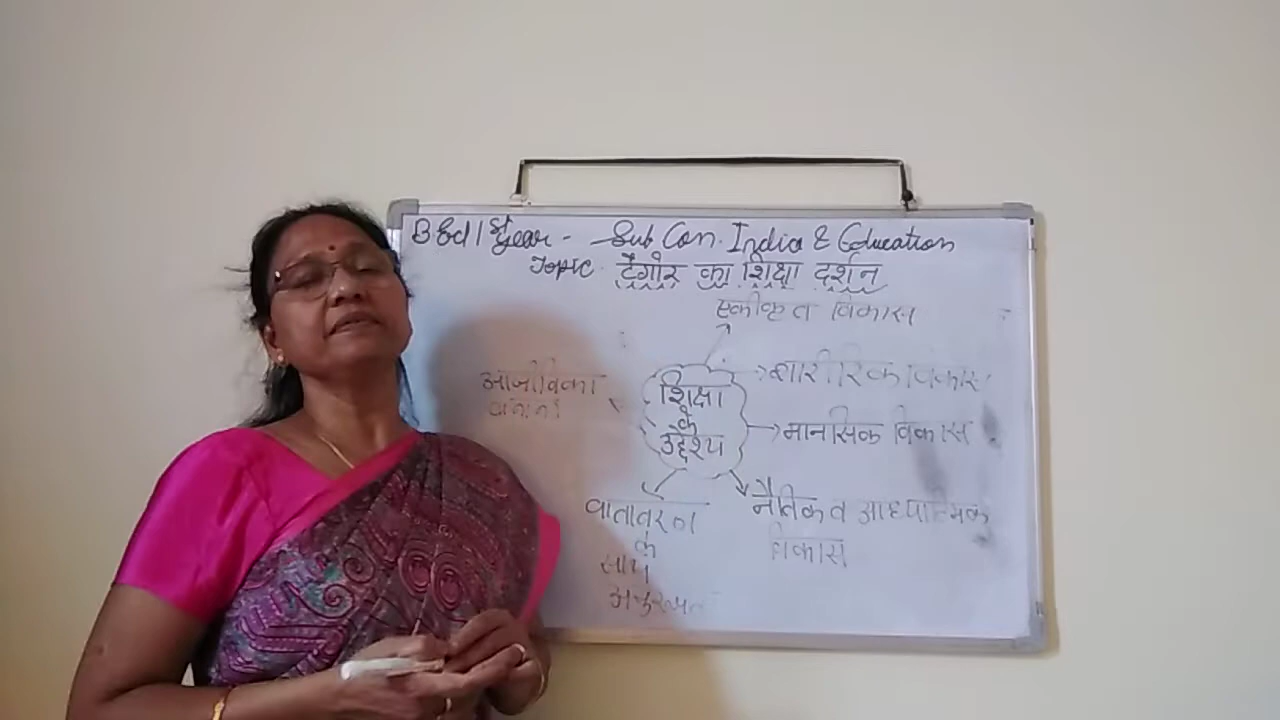 B Ed 1st Year - Sub Con. India & Education
Topic. टैगोर का शिक्षा दर्शन
एकीकृत विकास
शारीरिक विकास
आजीविका
शिक्षा
के
उद्देश्य
मानसिक विकास
वातावरण
के
साथ
नैतिक व आध्यात्मिक
विकास